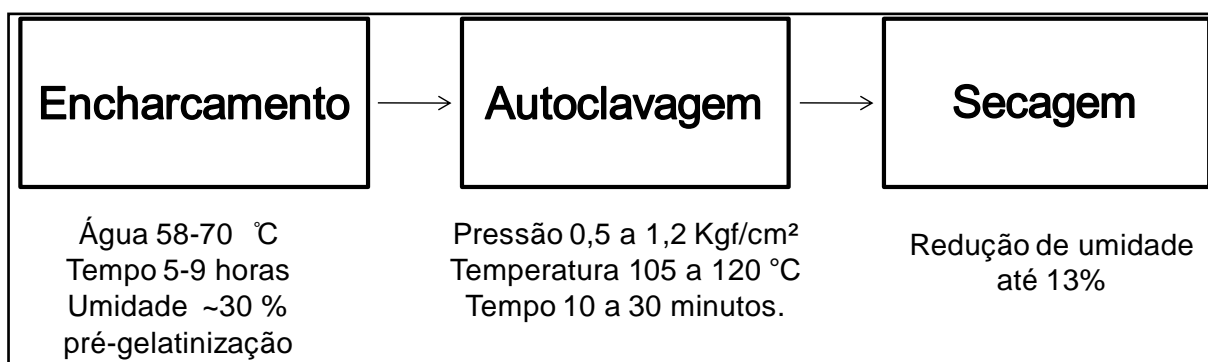 Encharcamento
Autoclavagem
Secagem
Água 58-70 ℃
Tempo 5-9 horas
Umidade ~30 %
pré-gelatinização
Pressão 0,5 a 1,2 Kgf/cm²
Temperatura 105 a 120 °C
Tempo 10 a 30 minutos.
Redução de umidade
até 13%